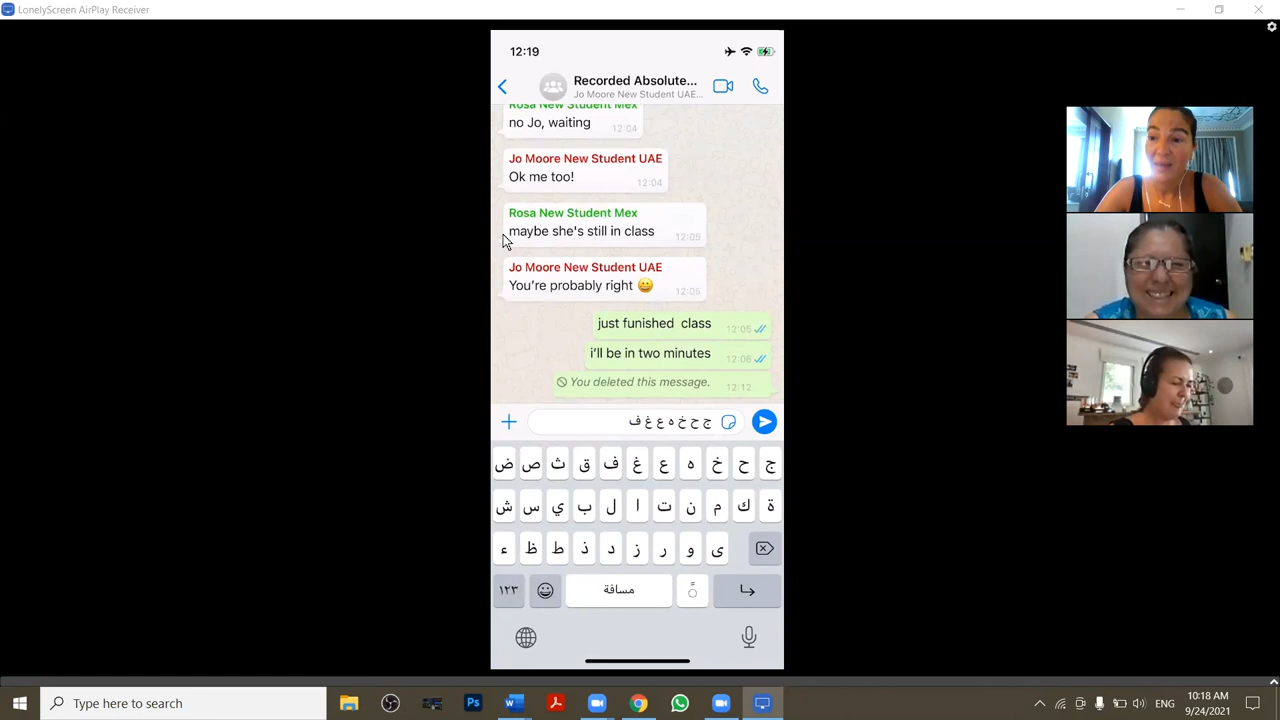 LonelyScreen AirPlay Receiver
12:19
Recorded Absolute...
Jo Moore New Student UAE...
Rosa New Student Mex
no Jo, waiting
12:04
Jo Moore New Student UAE
Ok me too!
12:04
Rosa New Student Mex
maybe she's still in class
12:05
Jo Moore New Student UAE
You're probably right 😀
12:05
just funished class
12:05
i'll be in two minutes
12:06
You deleted this message.
12:12
ج ح خ ه ع غ ف
ج ح خ ه ع غ ف ق ث ص ض
ة ك م ن ت ا ل ب ي س ش
ى و ر ز د ذ ط ظ ء
١٢٣ مسافة
Type here to search
ENG
10:18 AM
9/24/2021